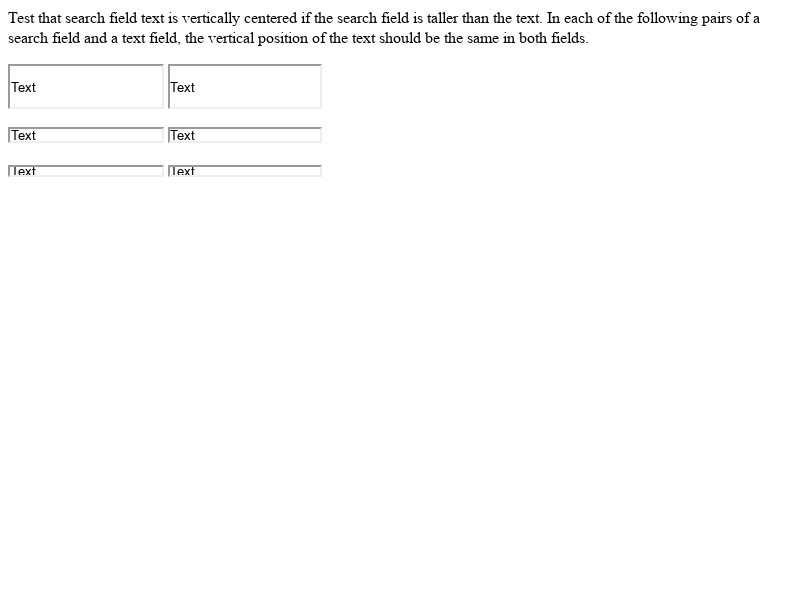 Test that search field text is vertically centered if the search field is taller than the text. In each of the following pairs of a
search field and a text field, the vertical position of the text should be the same in both fields.
Text Text
Text Text
Text Text